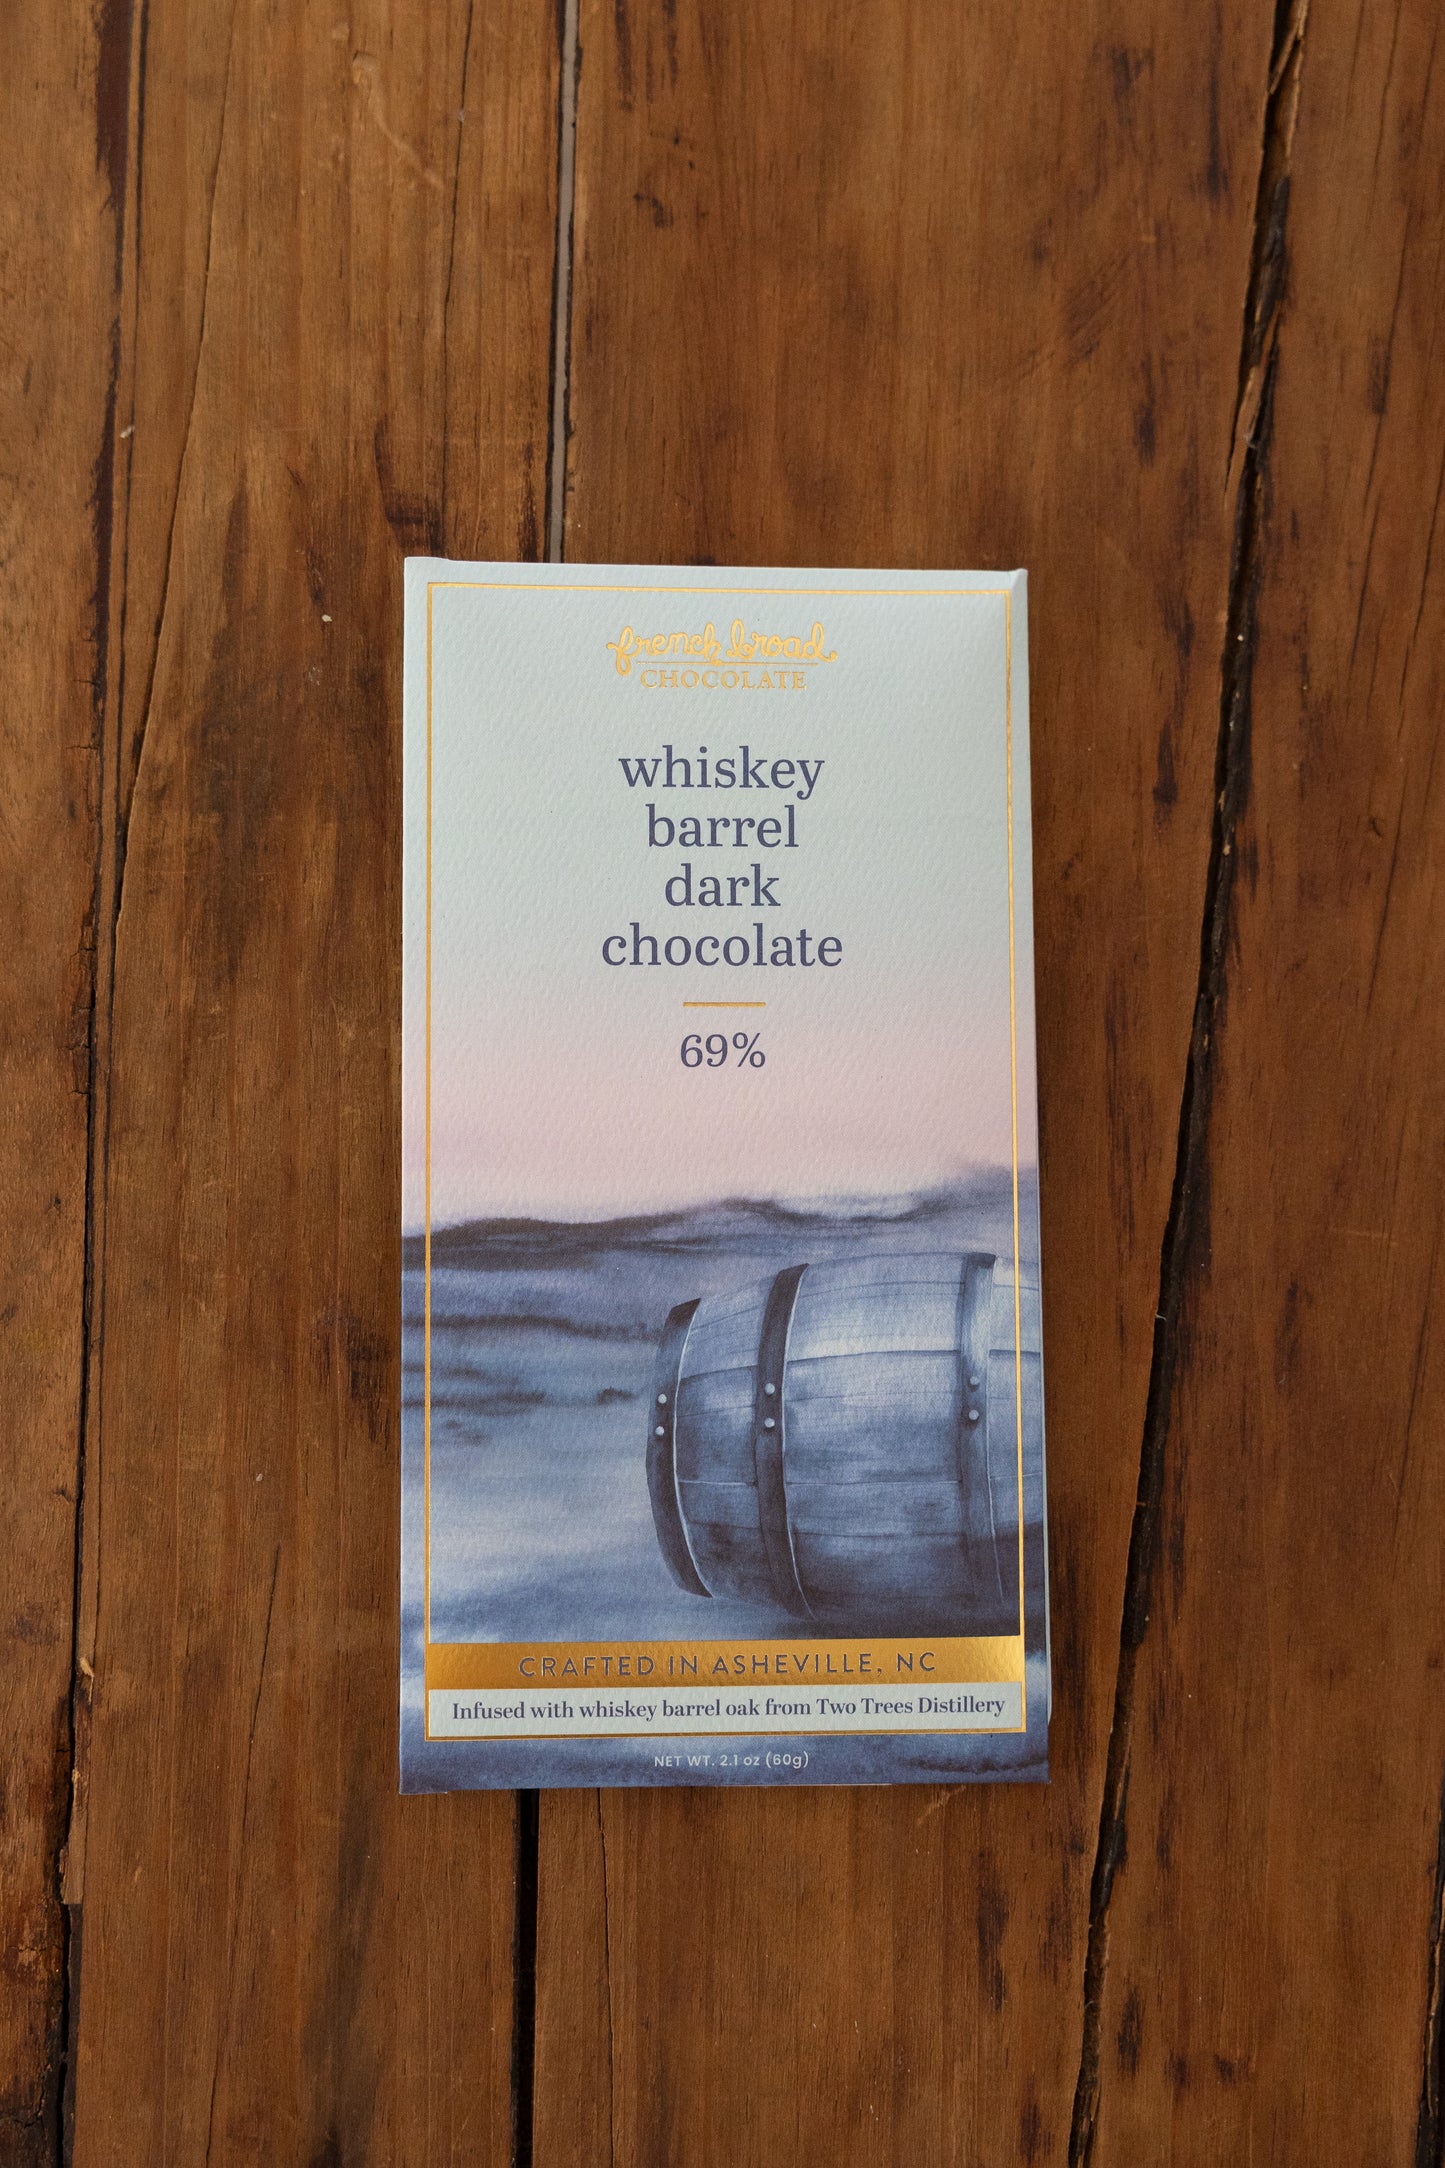 french broad
CHOCOLATE
whiskey
barrel
dark
chocolate
69%
CRAFTED IN ASHEVILLE, NC
Infused with whiskey barrel oak from Two Trees Distillery
NET WT. 2.1 oz (60g)